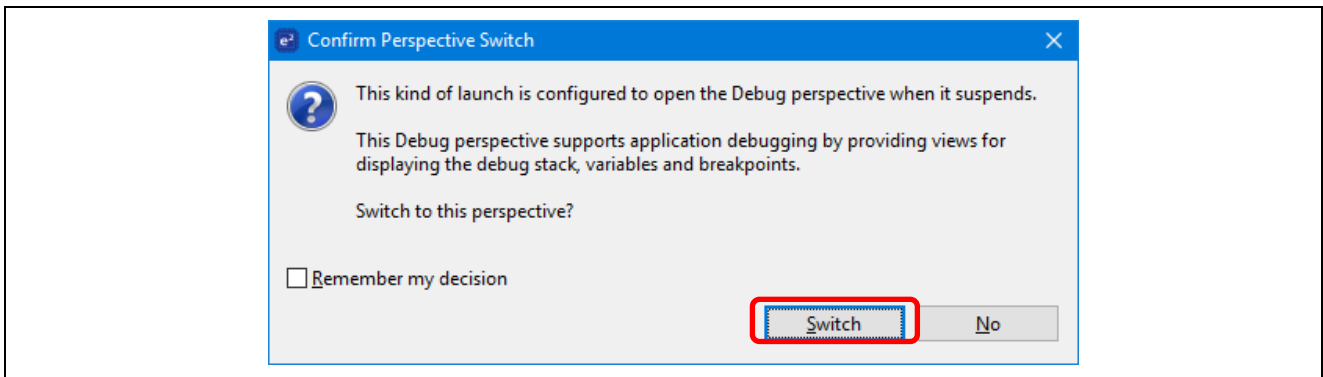 e² Confirm Perspective Switch
This kind of launch is configured to open the Debug perspective when it suspends.
This Debug perspective supports application debugging by providing views for
displaying the debug stack, variables and breakpoints.
Switch to this perspective?
Remember my decision
Switch No